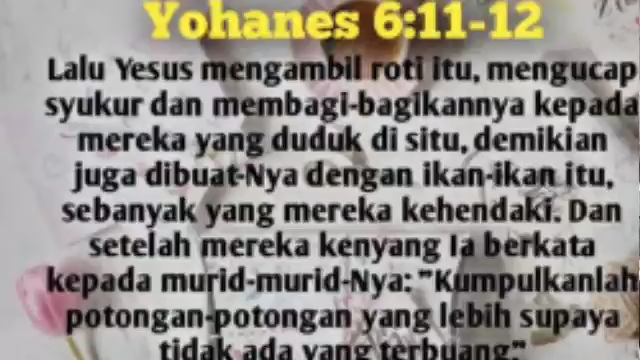 Yohanes 6:11-12
Lalu Yesus mengambil roti itu, mengucap
syukur dan membagi-bagikannya kepada
mereka yang duduk di situ, demikian
juga dibuat-Nya dengan ikan-ikan itu,
sebanyak yang mereka kehendaki. Dan
setelah mereka kenyang Ia berkata
kepada murid-murid-Nya: "Kumpulkanlah
potongan-potongan yang lebih supaya
tidak ada yang terbuang"